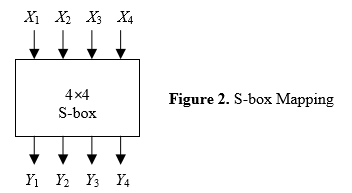 X1 X2 X3 X4
4×4
S-box
Figure 2. S-box Mapping
Y1 Y2 Y3 Y4